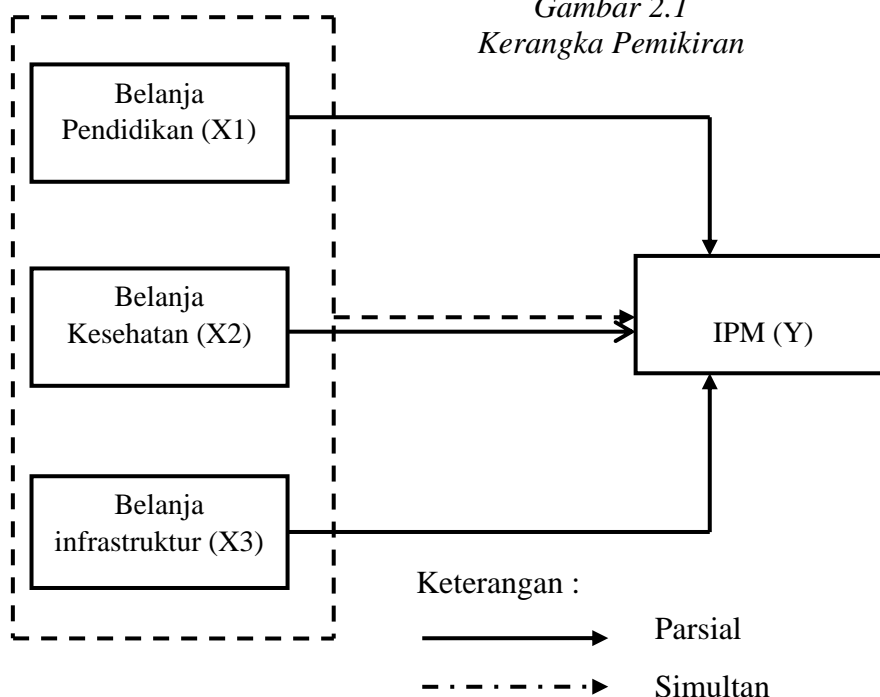 Gambar 2.1
Kerangka Pemikiran
Belanja
Pendidikan (X1)
Belanja
Kesehatan (X2)
IPM (Y)
Belanja
infrastruktur (X3)
Keterangan :
Parsial
Simultan